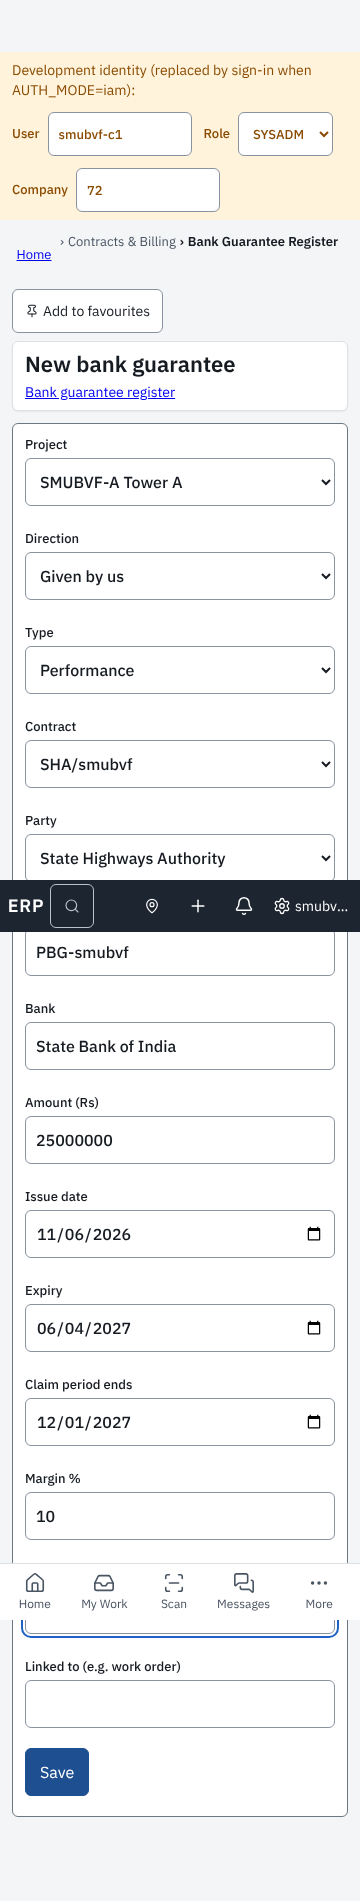 Development identity (replaced by sign-in when
AUTH_MODE=iam):
User smubvf-c1 Role SYSADM
Company 72
Home › Contracts & Billing › Bank Guarantee Register
Add to favourites
New bank guarantee
Bank guarantee register
Project
SMUBVF-A Tower A
Direction
Given by us
Type
Performance
Contract
SHA/smubvf
Party
State Highways Authority
ERP smubv...
PBG-smubvf
Bank
State Bank of India
Amount (Rs)
25000000
Issue date
11/06/2026
Expiry
06/04/2027
Claim period ends
12/01/2027
Margin %
10
Home My Work Scan Messages More
Linked to (e.g. work order)
Save